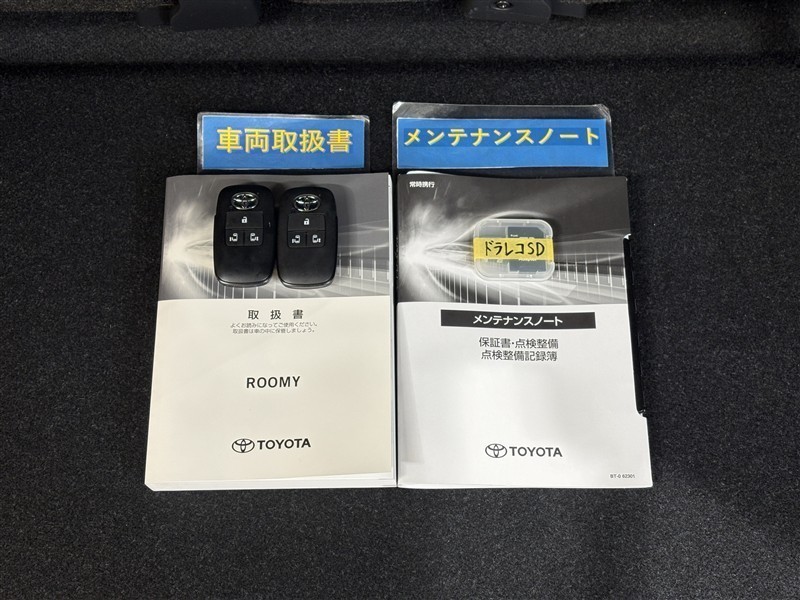 車両取扱書
メンテナンスノート
常時携行
ドラレコSD
取扱書
よくお読みになってご使用ください。
取扱書は車の中に保管しましょう。
ROOMY
TOYOTA
メンテナンスノート
保証書・点検整備
点検整備記録簿
TOYOTA
BT-0 62301